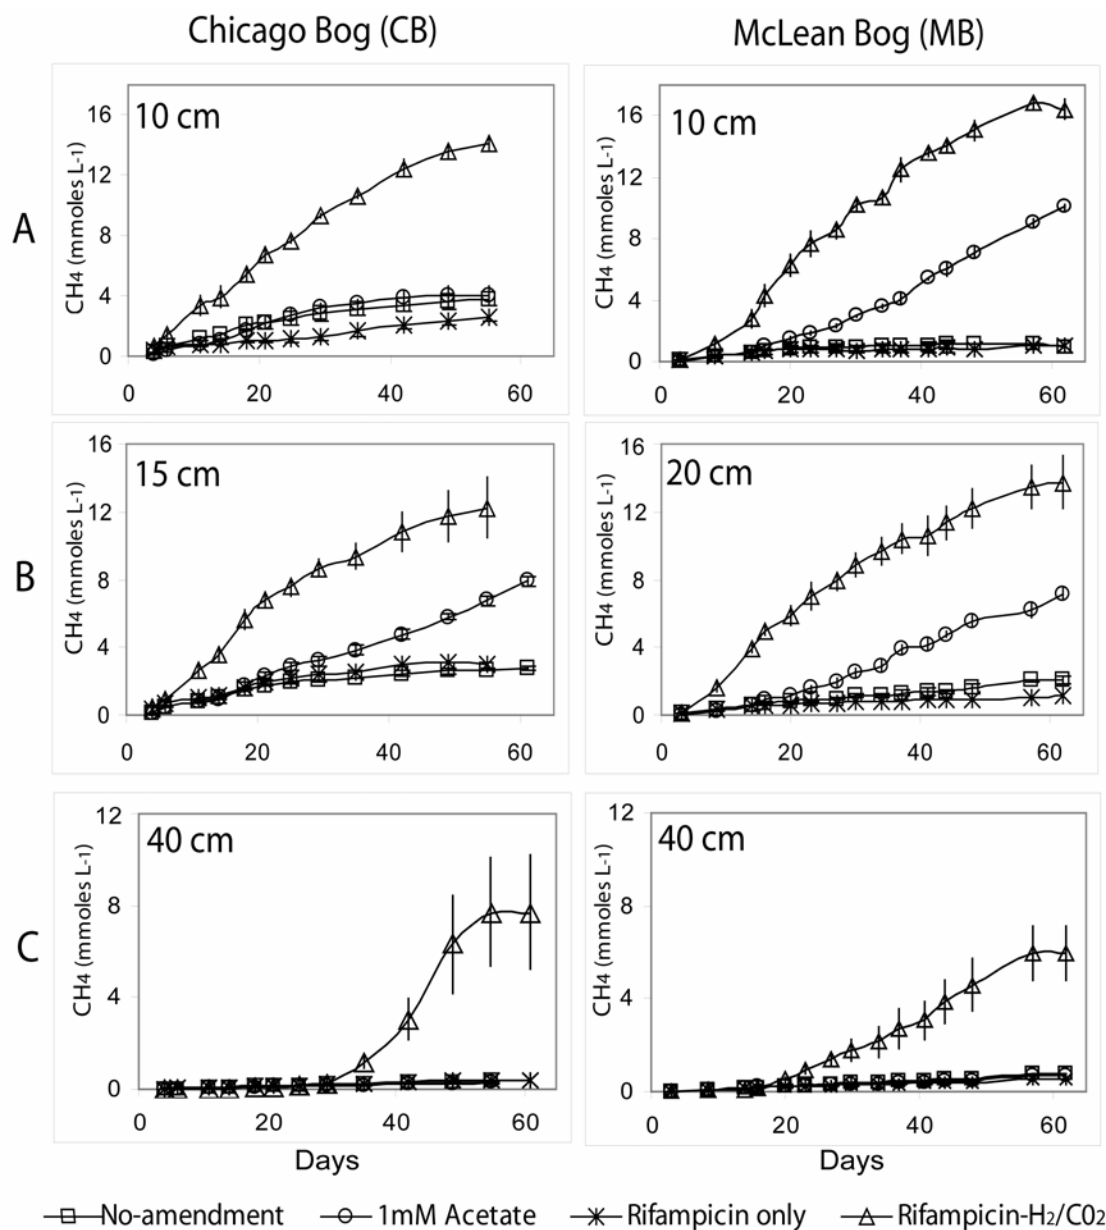 Chicago Bog (CB) McLean Bog (MB)
A
10 cm
CH4 (mmoles L-1)
16
12
8
4
0
0 20 40 60
10 cm
CH4 (mmoles L-1)
16
12
8
4
0
0 20 40 60
B
15 cm
CH4 (mmoles L-1)
16
12
8
4
0
0 20 40 60
20 cm
CH4 (mmoles L-1)
16
12
8
4
0
0 20 40 60
C
40 cm
CH4 (mmoles L-1)
12
8
4
0
0 20 40 60
Days
40 cm
CH4 (mmoles L-1)
12
8
4
0
0 20 40 60
Days
No-amendment 1mM Acetate Rifampicin only Rifampicin-H2/CO2